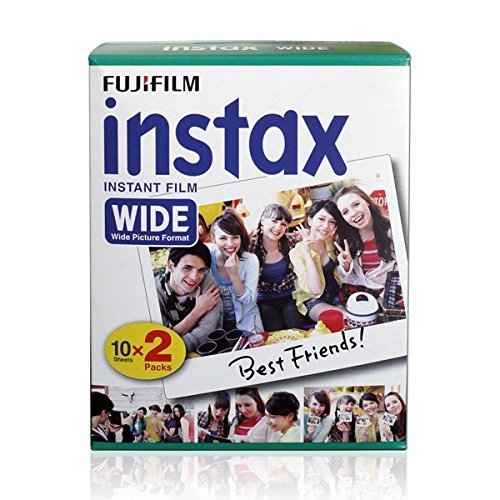 instax WIDE
FUJIFILM
instax
INSTANT FILM
WIDE
Wide Picture Format
10×2
Sheets Packs
Best Friends!